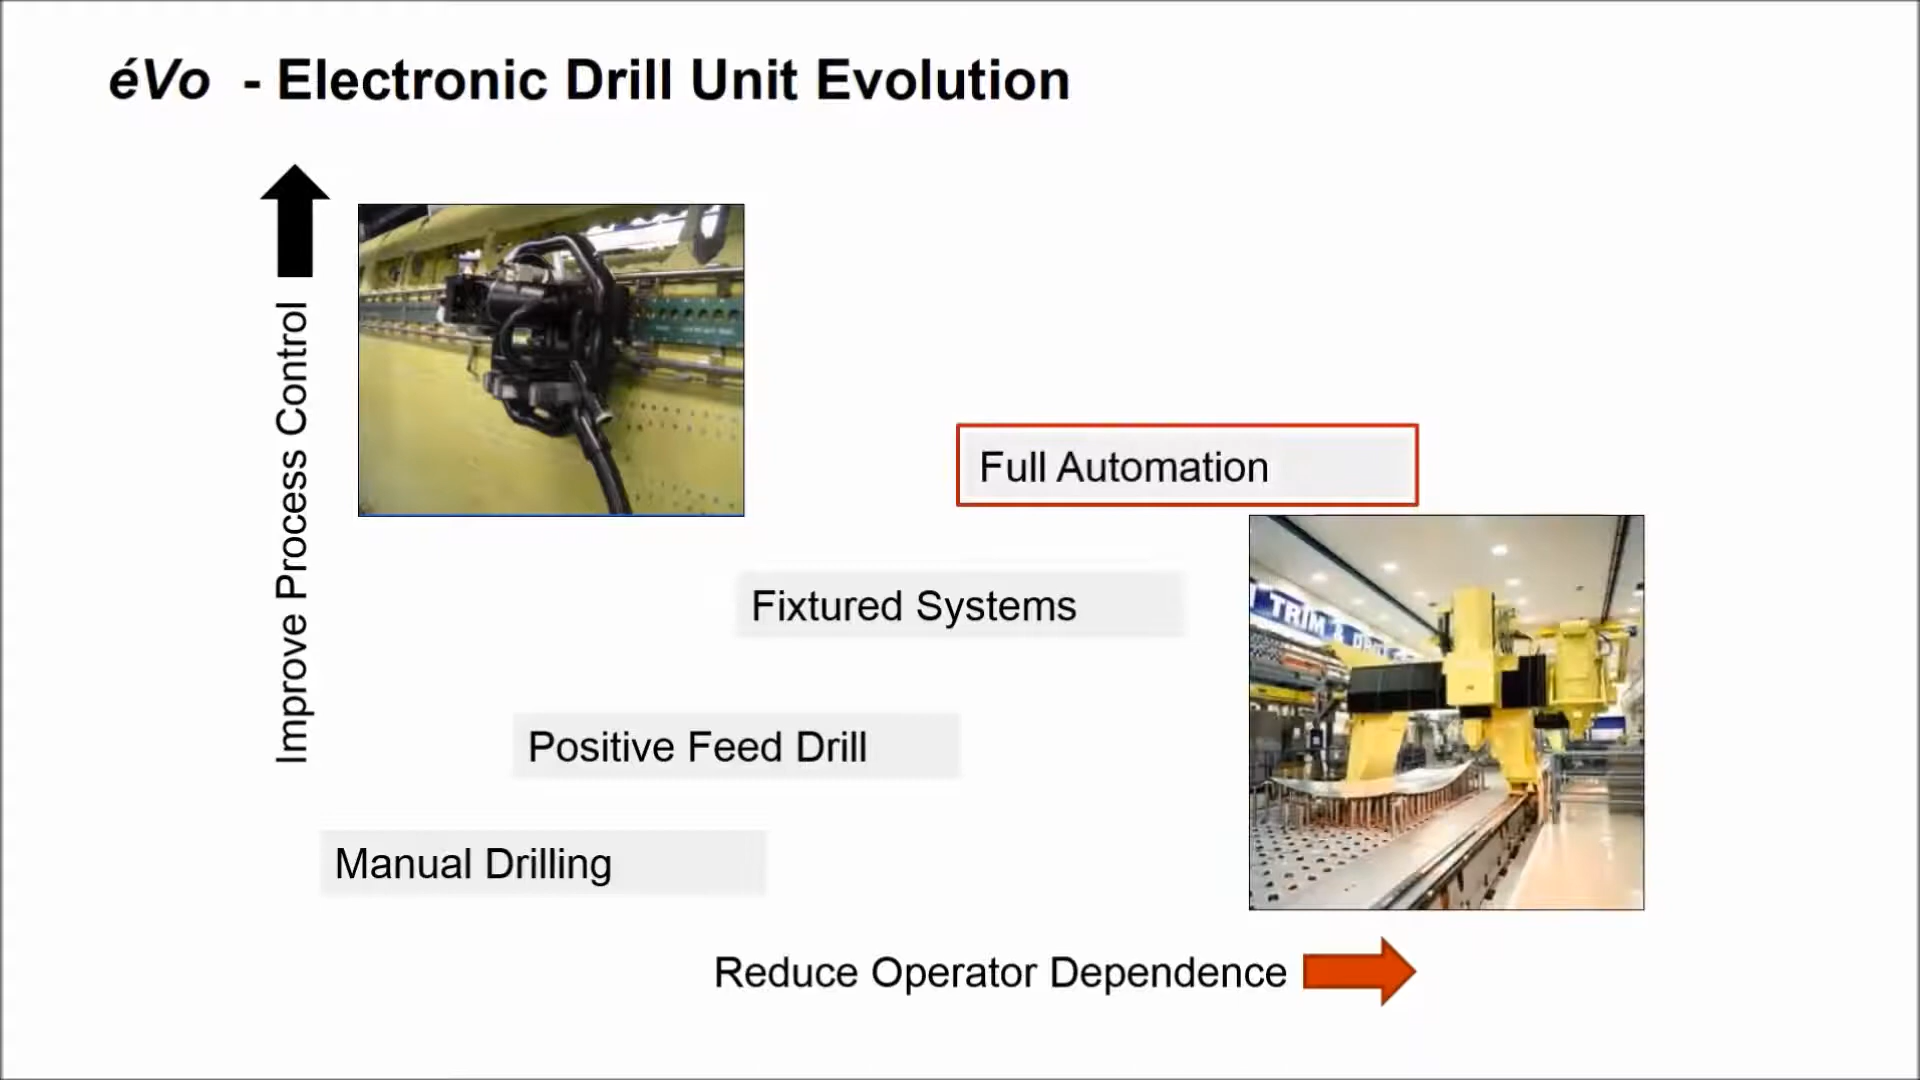 éVo - Electronic Drill Unit Evolution
Improve Process Control
Full Automation
Fixtured Systems
TRIM &
Positive Feed Drill
Manual Drilling
Reduce Operator Dependence